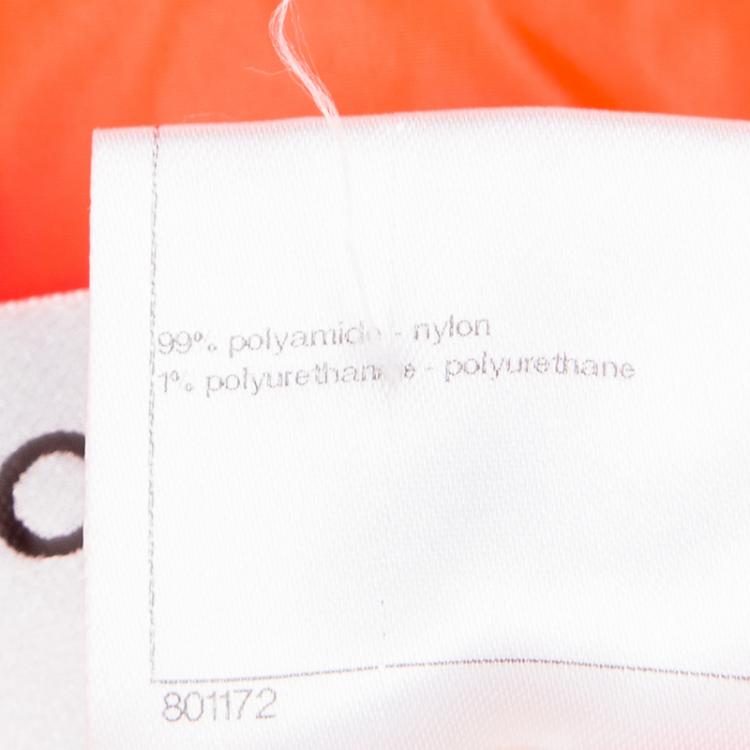 99% polyamide - nylon
1% polyurethane - polyurethane
801172